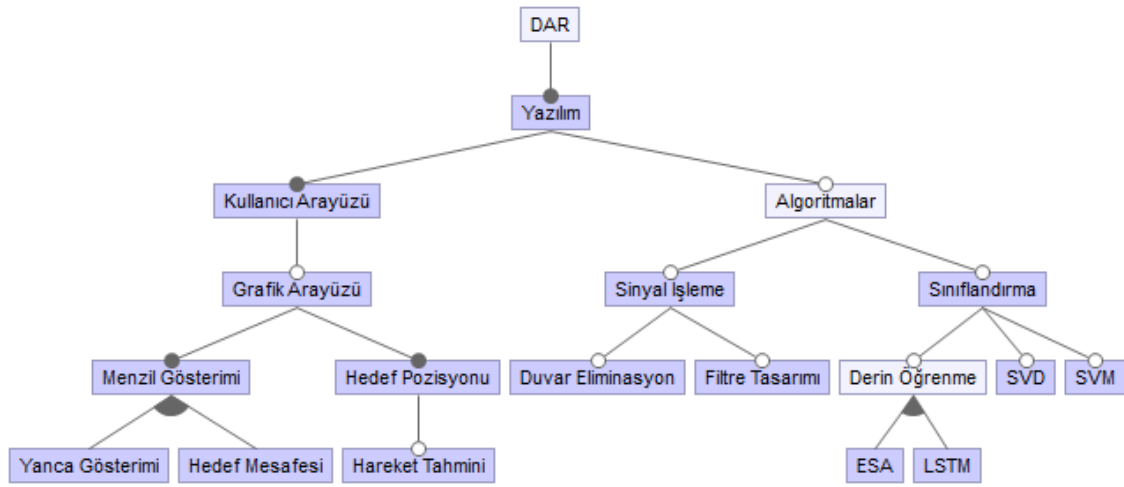 DAR
Yazılım
Kullanıcı Arayüzü
Algoritmalar
Grafik Arayüzü
Sinyal İşleme
Sınıflandırma
Menzil Gösterimi
Hedef Pozisyonu
Duvar Eliminasyon
Filtre Tasarımı
Derin Öğrenme
SVD
SVM
Yanca Gösterimi
Hedef Mesafesi
Hareket Tahmini
ESA
LSTM